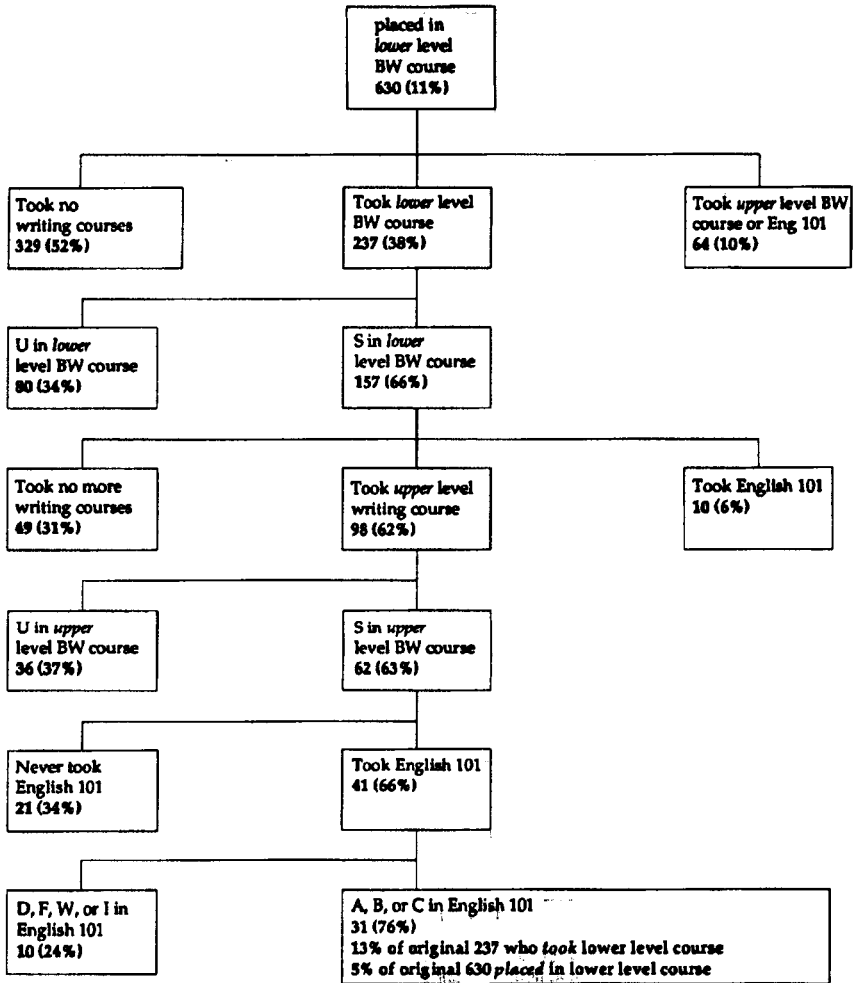 placed in
lower level
BW course
630 (11%)
Took no
writing courses
329 (52%)
Took lower level
BW course
237 (38%)
Took upper level BW
course or Eng 101
64 (10%)
U in lower
level BW course
80 (34%)
S in lower
level BW course
157 (66%)
Took no more
writing courses
49 (31%)
Took upper level
writing course
98 (62%)
Took English 101
10 (6%)
U in upper
level BW course
36 (37%)
S in upper
level BW course
62 (63%)
Never took
English 101
21 (34%)
Took English 101
41 (66%)
D, F, W, or I in
English 101
10 (24%)
A, B, or C in English 101
31 (76%)
13% of original 237 who took lower level course
5% of original 630 placed in lower level course